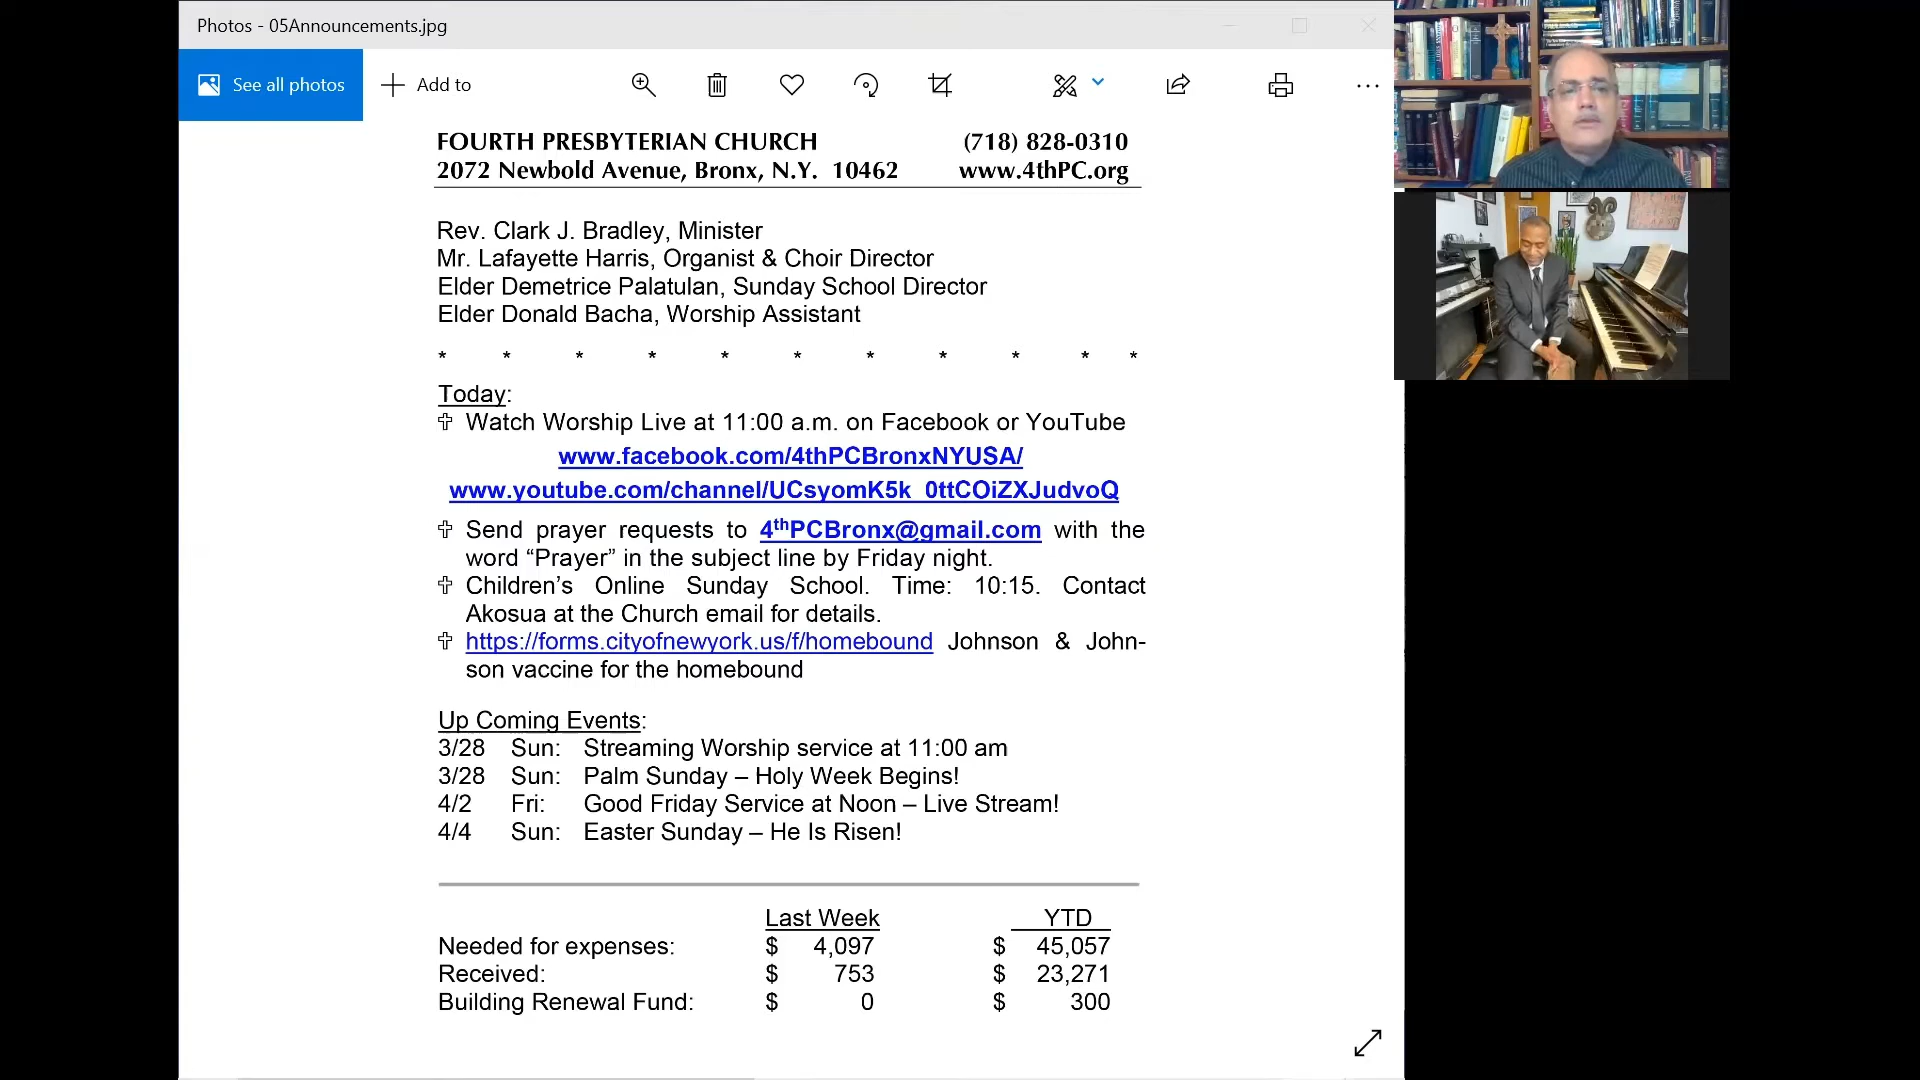 Photos - 05Announcements.jpg
See all photos
Add to
FOURTH PRESBYTERIAN CHURCH (718) 828-0310
2072 Newbold Avenue, Bronx, N.Y. 10462 www.4thPC.org
Rev. Clark J. Bradley, Minister
Mr. Lafayette Harris, Organist & Choir Director
Elder Demetrice Palatulan, Sunday School Director
Elder Donald Bacha, Worship Assistant
* * * * * * * * * * *
Today:
✞ Watch Worship Live at 11:00 a.m. on Facebook or YouTube
www.facebook.com/4thPCBronxNYUSA/
www.youtube.com/channel/UCsyomK5k_0ttCOiZXJudvoQ
✞ Send prayer requests to 4thPCBronx@gmail.com with the
word “Prayer” in the subject line by Friday night.
✞ Children’s Online Sunday School. Time: 10:15. Contact
Akosua at the Church email for details.
✞ https://forms.cityofnewyork.us/f/homebound Johnson & John-
son vaccine for the homebound
Up Coming Events:
3/28 Sun: Streaming Worship service at 11:00 am
3/28 Sun: Palm Sunday – Holy Week Begins!
4/2 Fri: Good Friday Service at Noon – Live Stream!
4/4 Sun: Easter Sunday – He Is Risen!
Last Week YTD
Needed for expenses: $ 4,097 $ 45,057
Received: $ 753 $ 23,271
Building Renewal Fund: $ 0 $ 300